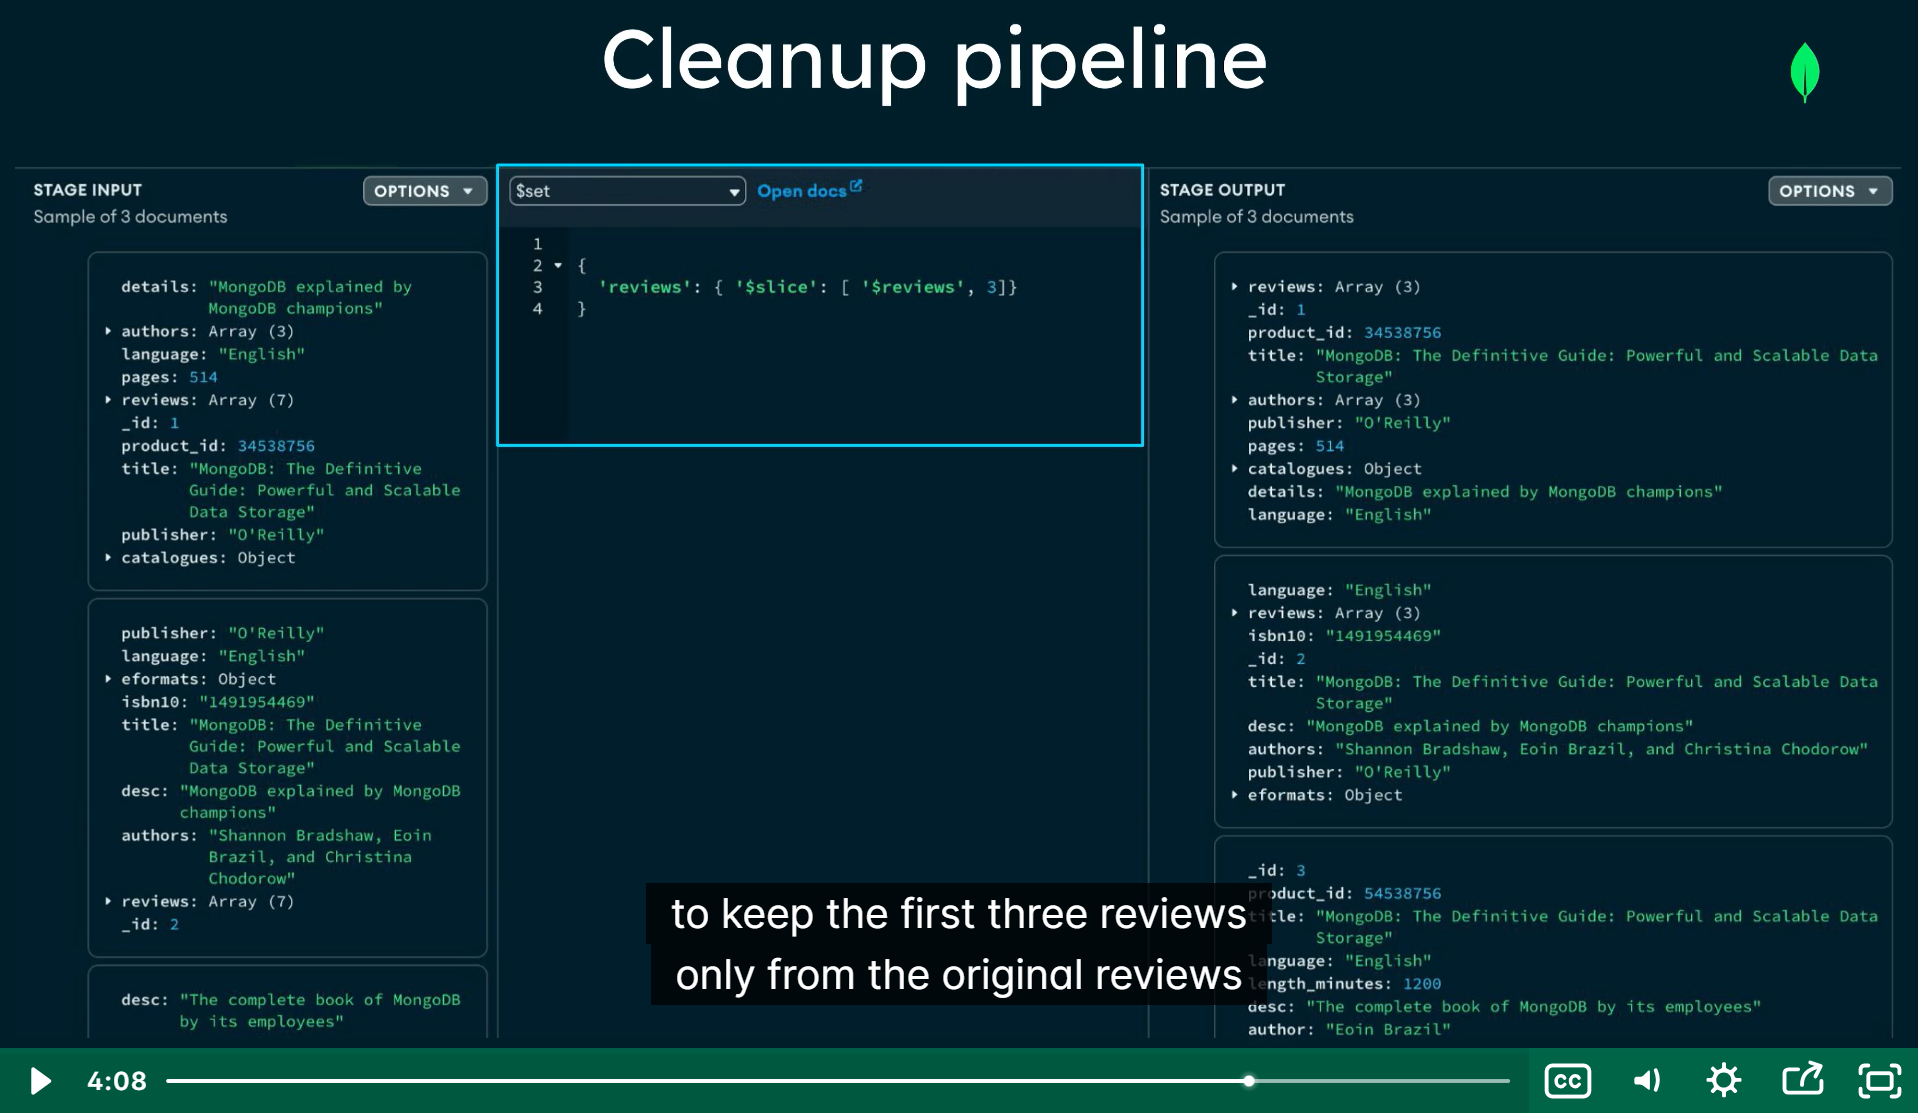 Cleanup pipeline
STAGE INPUT
OPTIONS
Sample of 3 documents
details: "MongoDB explained by
MongoDB champions"
authors: Array (3)
language: "English"
pages: 514
reviews: Array (7)
_id: 1
product_id: 34538756
title: "MongoDB: The Definitive
Guide: Powerful and Scalable
Data Storage"
publisher: "O'Reilly"
catalogues: Object
publisher: "O'Reilly"
language: "English"
eformats: Object
isbn10: "1491954469"
title: "MongoDB: The Definitive
Guide: Powerful and Scalable
Data Storage"
desc: "MongoDB explained by MongoDB
champions"
authors: "Shannon Bradshaw, Eoin
Brazil, and Christina
Chodorow"
reviews: Array (7)
_id: 2
desc: "The complete book of MongoDB
by its employees"
$set Open docs
1
2 {
3 'reviews': { '$slice': [ '$reviews', 3]}
4 }
STAGE OUTPUT
OPTIONS
Sample of 3 documents
reviews: Array (3)
_id: 1
product_id: 34538756
title: "MongoDB: The Definitive Guide: Powerful and Scalable Data
Storage"
authors: Array (3)
publisher: "O'Reilly"
pages: 514
catalogues: Object
details: "MongoDB explained by MongoDB champions"
language: "English"
language: "English"
reviews: Array (3)
isbn10: "1491954469"
_id: 2
title: "MongoDB: The Definitive Guide: Powerful and Scalable Data
Storage"
desc: "MongoDB explained by MongoDB champions"
authors: "Shannon Bradshaw, Eoin Brazil, and Christina Chodorow"
publisher: "O'Reilly"
eformats: Object
_id: 3
product_id: 54538756
title: "MongoDB: The Definitive Guide: Powerful and Scalable Data
Storage"
language: "English"
length_minutes: 1200
desc: "The complete book of MongoDB by its employees"
author: "Eoin Brazil"
to keep the first three reviews
only from the original reviews
4:08
CC